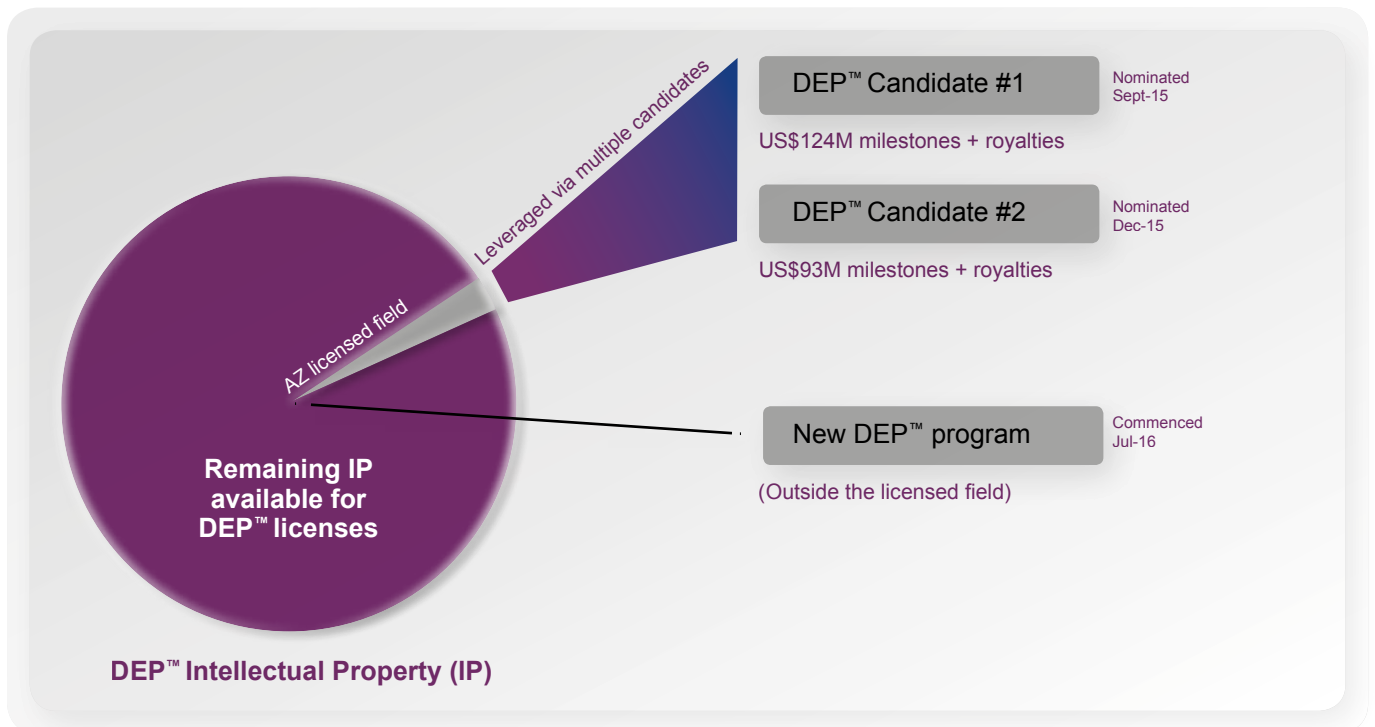 Leveraged via multiple candidates
DEP™ Candidate #1
Nominated
Sept-15
US$124M milestones + royalties
DEP™ Candidate #2
Nominated
Dec-15
US$93M milestones + royalties
AZ licensed field
New DEP™ program
Commenced
Jul-16
(Outside the licensed field)
Remaining IP
available for
DEP™ licenses
DEP™ Intellectual Property (IP)